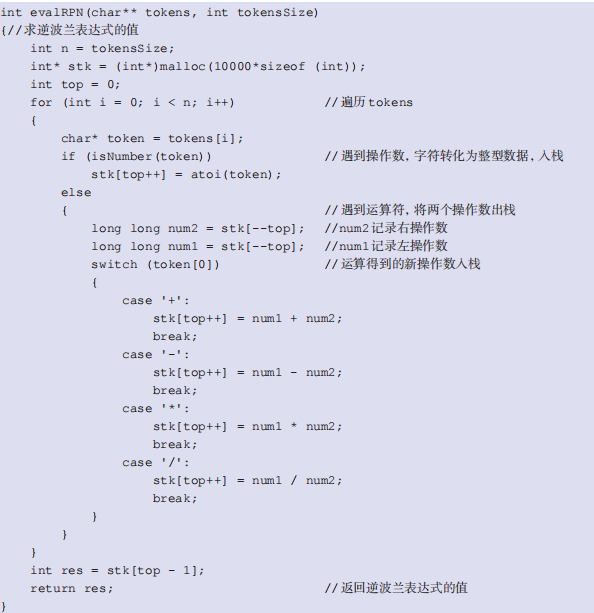 int evalRPN(char** tokens, int tokensSize)
{//求逆波兰表达式的值
    int n = tokensSize;
    int* stk = (int*)malloc(10000*sizeof (int));
    int top = 0;
    for (int i = 0; i < n; i++)            //遍历tokens
    {
        char* token = tokens[i];
        if (isNumber(token))               //遇到操作数,字符转化为整型数据,入栈
            stk[top++] = atoi(token);
        else
        {                                  //遇到运算符,将两个操作数出栈
            long long num2 = stk[--top];   //num2记录右操作数
            long long num1 = stk[--top];   //num1记录左操作数
            switch (token[0])              //运算得到的新操作数入栈
            {
                case '+':
                    stk[top++] = num1 + num2;
                    break;
                case '-':
                    stk[top++] = num1 - num2;
                    break;
                case '*':
                    stk[top++] = num1 * num2;
                    break;
                case '/':
                    stk[top++] = num1 / num2;
                    break;
            }
        }
    }
    int res = stk[top - 1];
    return res;                            //返回逆波兰表达式的值
}